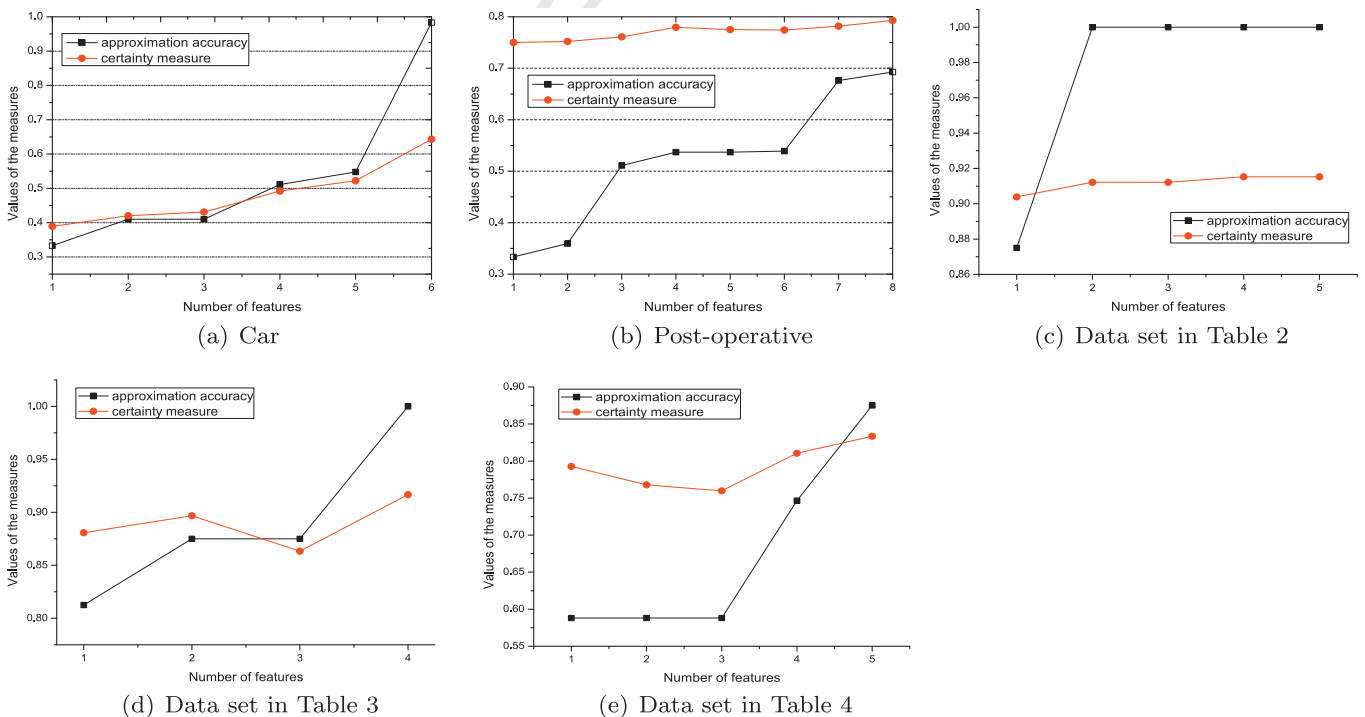 1.0
0.9
0.8
0.7
0.6
0.5
0.4
0.3
Values of the measures
approximation accuracy
certainty measure
1 2 3 4 5 6
Number of features
(a) Car
0.8
0.7
0.6
0.5
0.4
0.3
Values of the measures
approximation accuracy
certainty measure
1 2 3 4 5 6 7 8
Number of features
(b) Post-operative
1.00
0.98
0.96
0.94
0.92
0.90
0.88
0.86
Values of the measures
approximation accuracy
certainty measure
1 2 3 4 5
Number of features
(c) Data set in Table 2
1.00
0.95
0.90
0.85
0.80
Values of the measures
approximation accuracy
certainty measure
1 2 3 4
Number of features
(d) Data set in Table 3
0.90
0.85
0.80
0.75
0.70
0.65
0.60
0.55
Values of the measures
approximation accuracy
certainty measure
1 2 3 4 5
Number of features
(e) Data set in Table 4